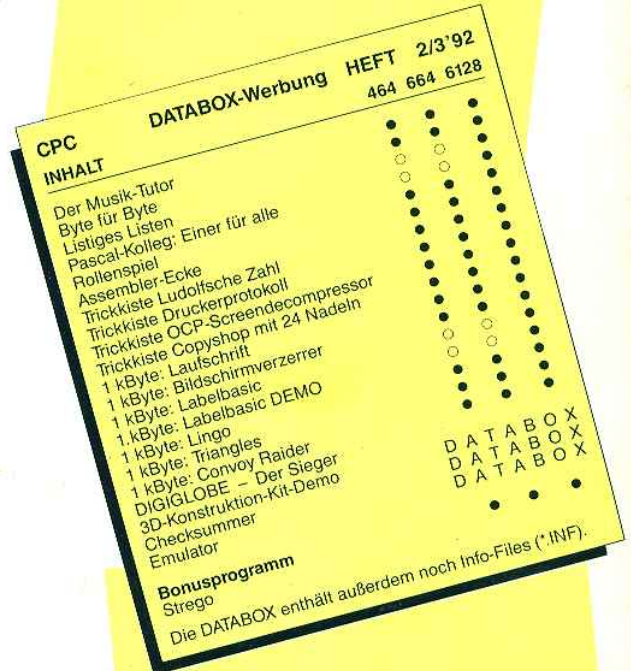 CPC DATABOX-Werbung HEFT 2/3'92
INHALT 464 664 6128
Der Musik-Tutor
Byte für Byte
Listiges Listen
Pascal-Kolleg: Einer für alle
Rollenspiel
Assembler-Ecke
Trickkiste Ludolfsche Zahl
Trickkiste Druckerprotokoll
Trickkiste OCP-Screendecompressor
Trickkiste Copyshop mit 24 Nadeln
1 kByte: Laufschrift
1 kByte: Bildschirmverzerrer
1 kByte: Labelbasic
1.kByte: Labelbasic DEMO
1 kByte: Lingo
1 kByte: Triangles
1 kByte: Convoy Raider
DIGIGLOBE – Der Sieger
3D-Konstruktion-Kit-Demo D A T A B O X
Checksummer D A T A B O X
Emulator D A T A B O X
Bonusprogramm
Strego
Die DATABOX enthält außerdem noch Info-Files (*.INF).